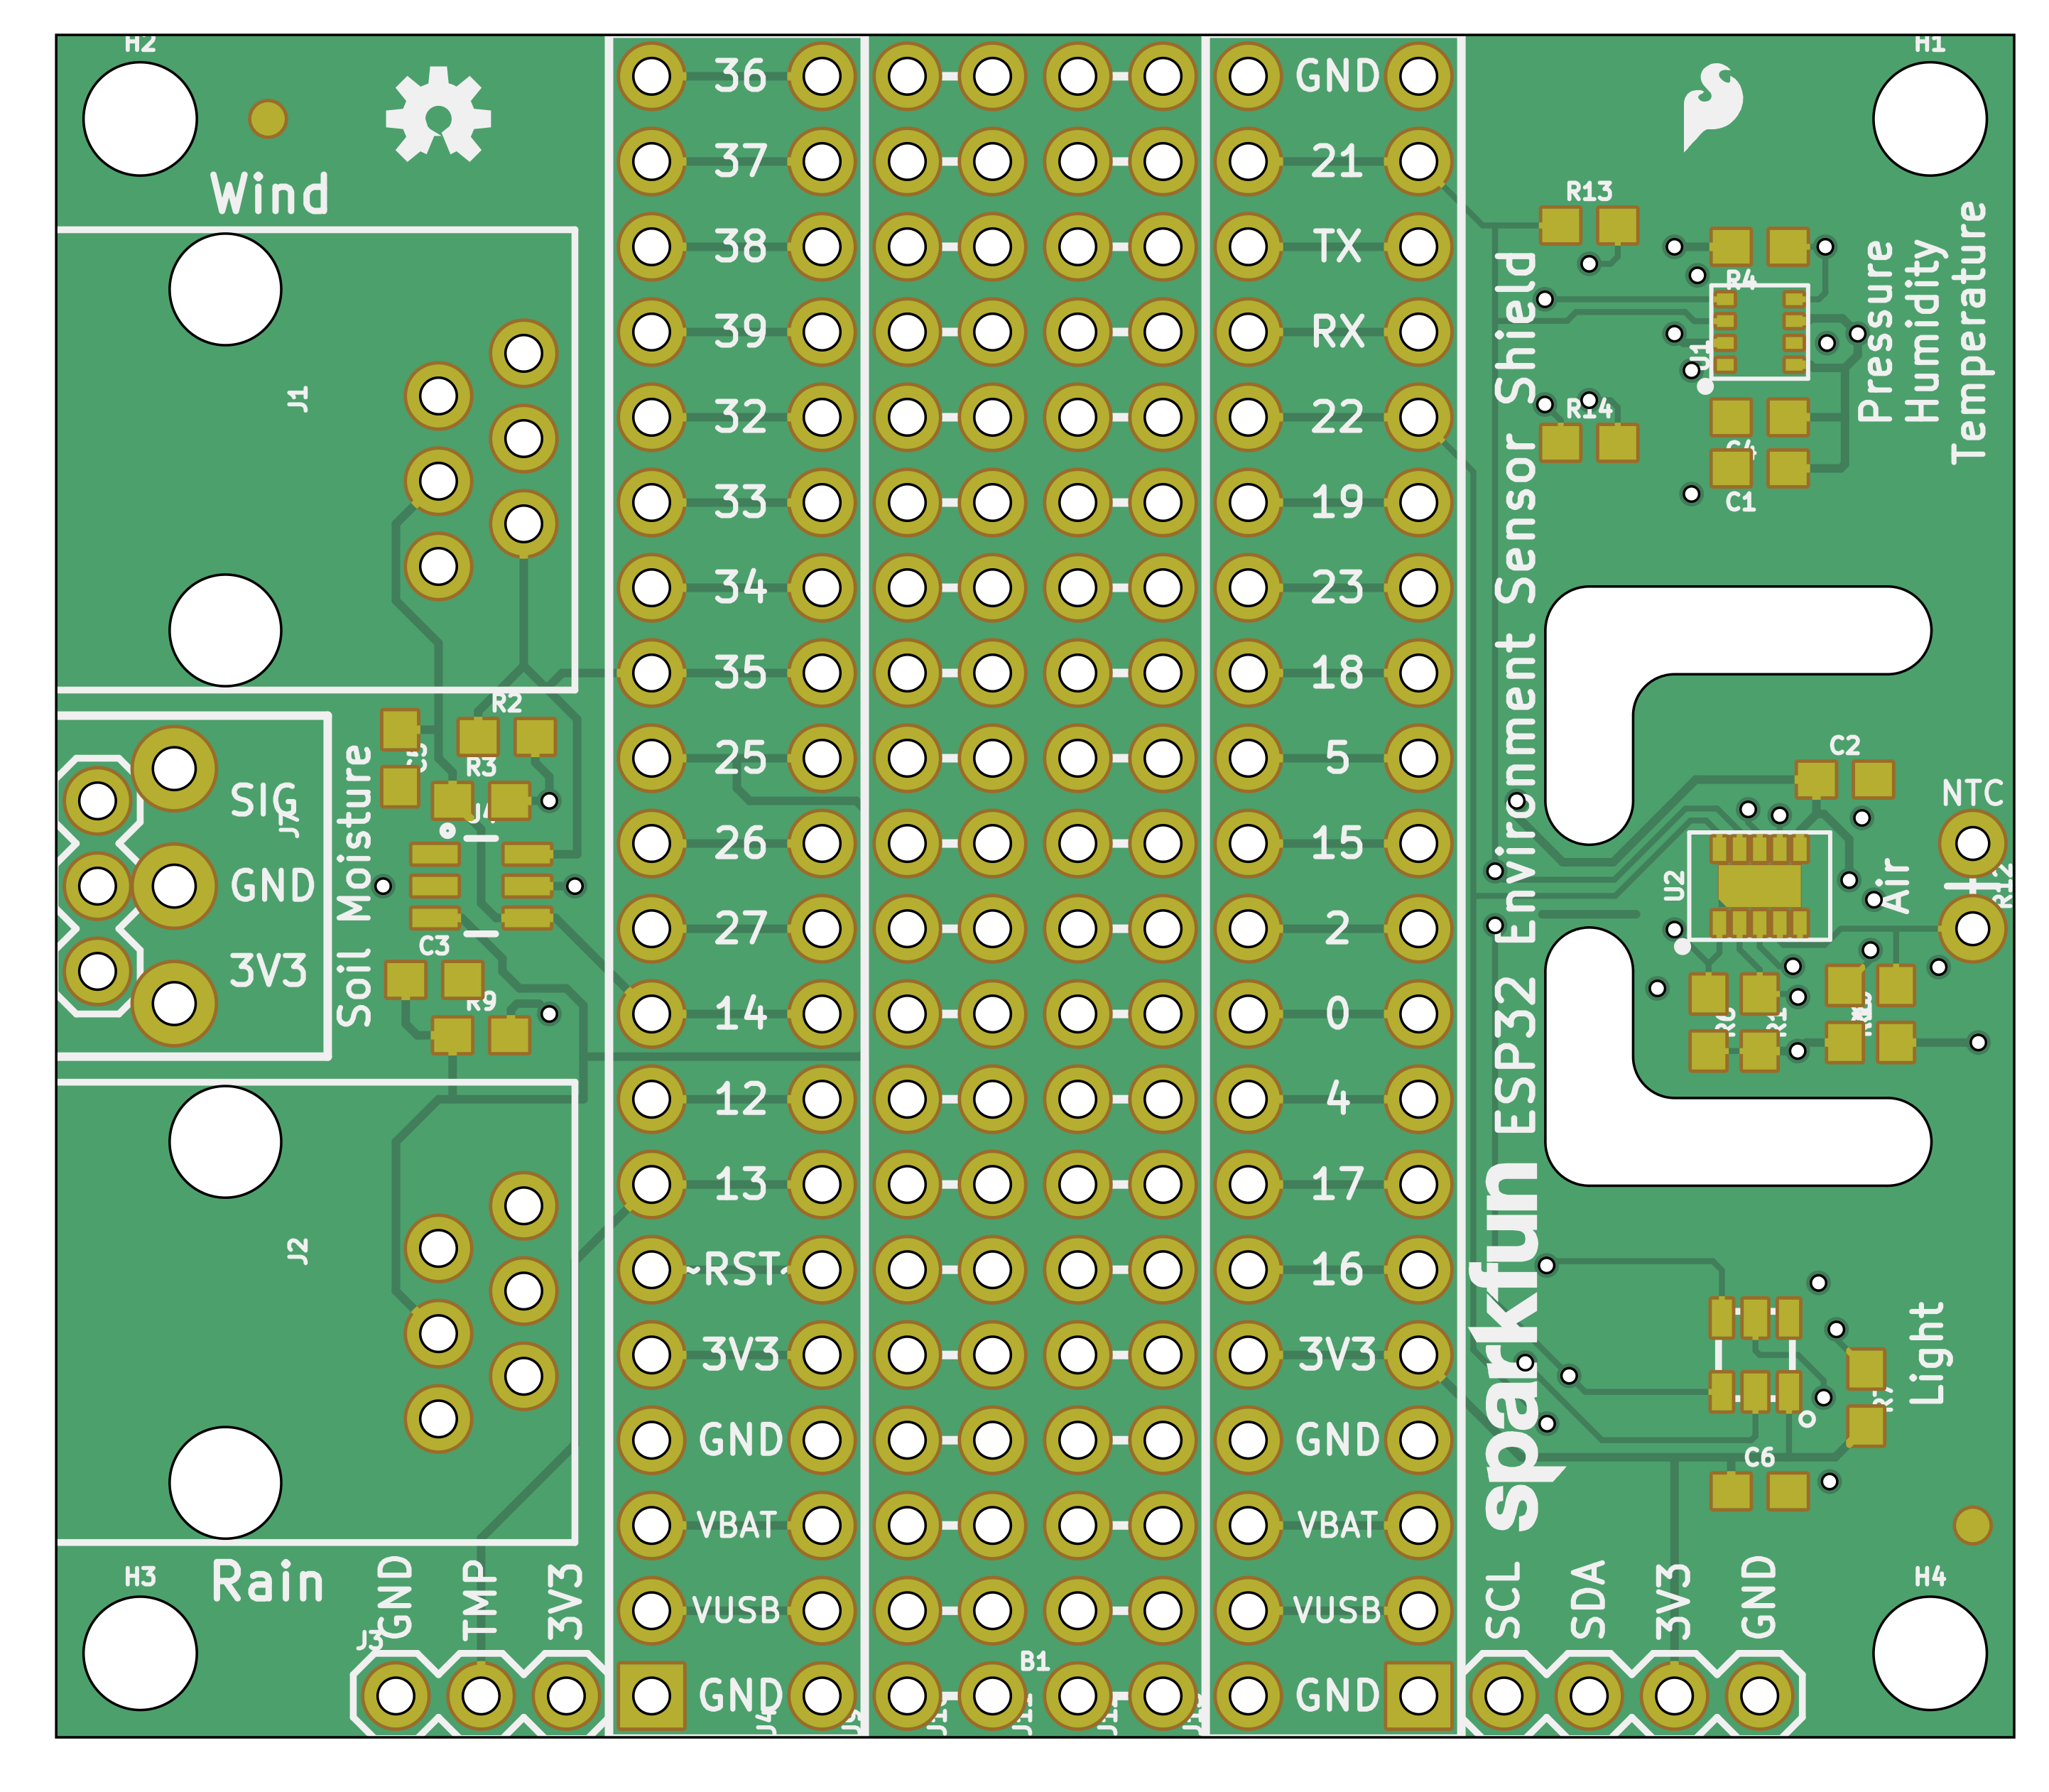 H2
H1
Wind
J1
36
37
38
39
32
33
34
35
25
26
27
14
12
13
~RST~
3V3
GND
VBAT
VUSB
GND
GND
21
TX
RX
22
19
23
18
5
15
2
0
4
17
16
3V3
GND
VBAT
VUSB
GND
R13
R4
U1
R14
C1
Pressure
Humidity
Temperature
sparkfun ESP32 Environment Sensor Shield
R2
R3
SIG
GND
3V3
Soil Moisture
C3
R9
C2
NTC
U2
Air
R12
J2
Rain
H3
GND
TMP
3V3
J3
B1
Light
C6
SCL
SDA
3V3
GND
H4